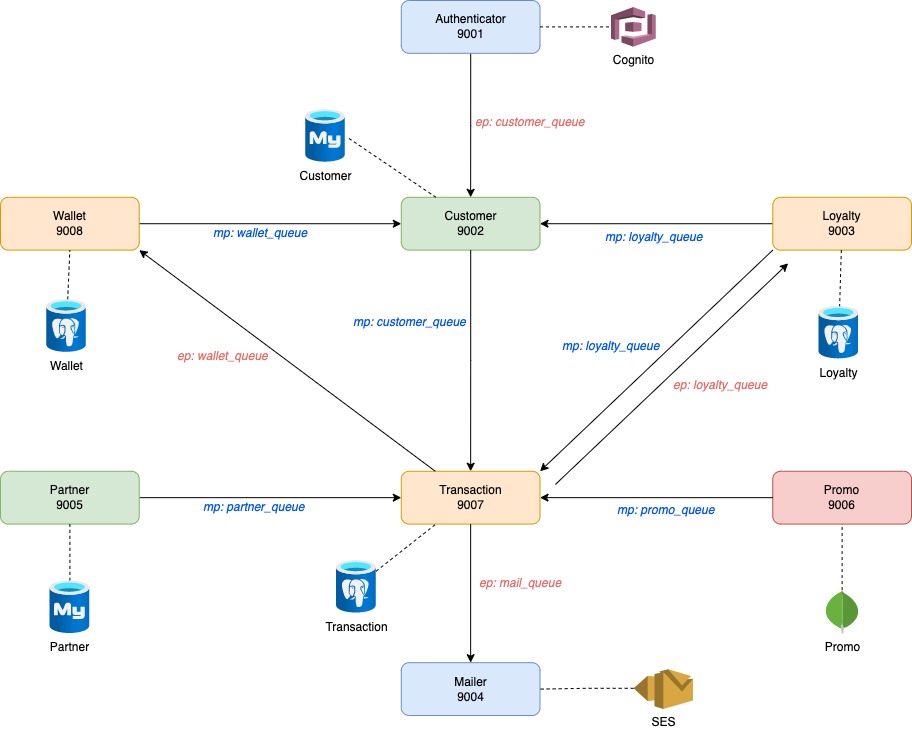 Authenticator
9001
Cognito
ep: customer_queue
My
Customer
Wallet
9008
Customer
9002
Loyalty
9003
mp: wallet_queue
mp: loyalty_queue
mp: customer_queue
mp: loyalty_queue
ep: wallet_queue
Wallet
Loyalty
ep: loyalty_queue
Partner
9005
Transaction
9007
Promo
9006
mp: partner_queue
mp: promo_queue
ep: mail_queue
My
Transaction
Partner
Promo
Mailer
9004
SES